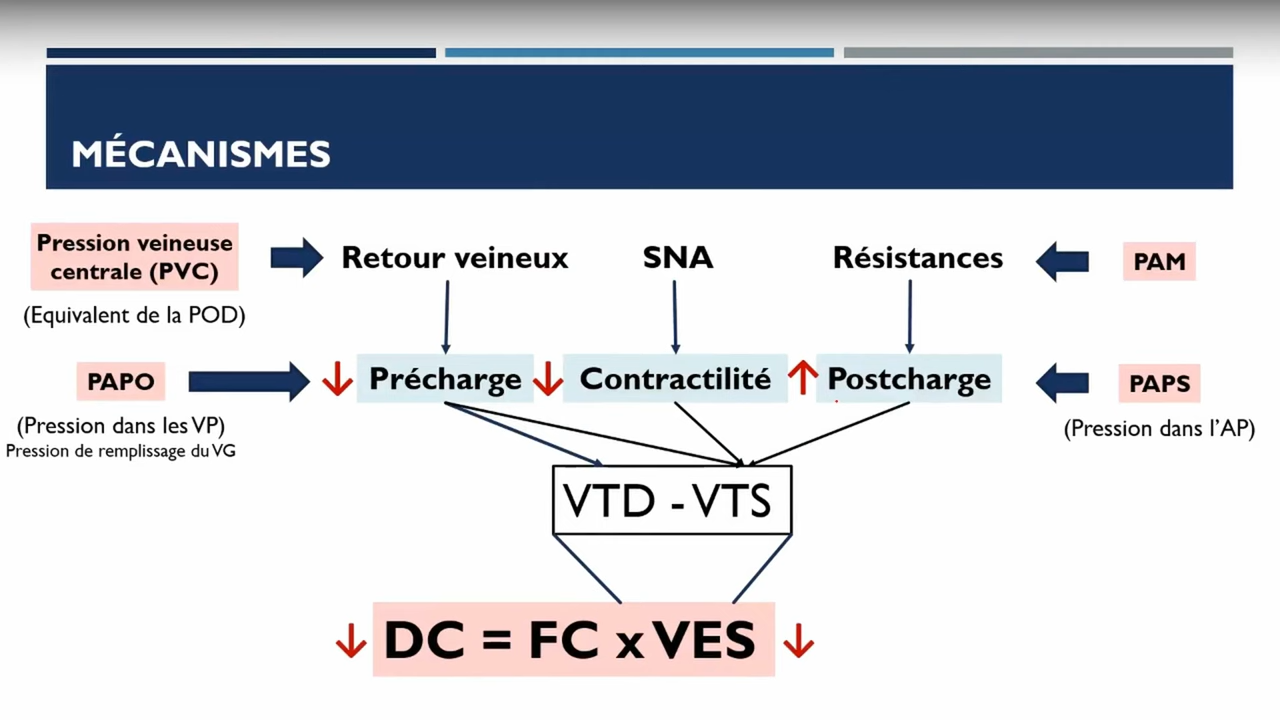 MÉCANISMES
Pression veineuse
centrale (PVC)
Retour veineux
SNA
Résistances
PAM
(Equivalent de la POD)
PAPO
↓ Précharge
↓ Contractilité
↑ Postcharge
PAPS
(Pression dans les VP)
Pression de remplissage du VG
(Pression dans l'AP)
VTD - VTS
↓ DC = FC x VES ↓